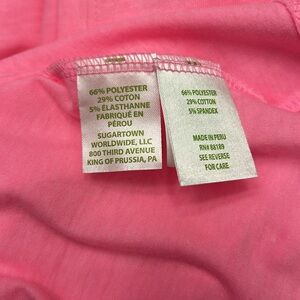 66% POLYESTER
29% COTON
5% ÉLASTHANNE
FABRIQUÉ EN
PÉROU
SUGARTOWN
WORLDWIDE, LLC
800 THIRD AVENUE
KING OF PRUSSIA, PA
66% POLYESTER
29% COTTON
5% SPANDEX
MADE IN PERU
RN# 88189
SEE REVERSE
FOR CARE